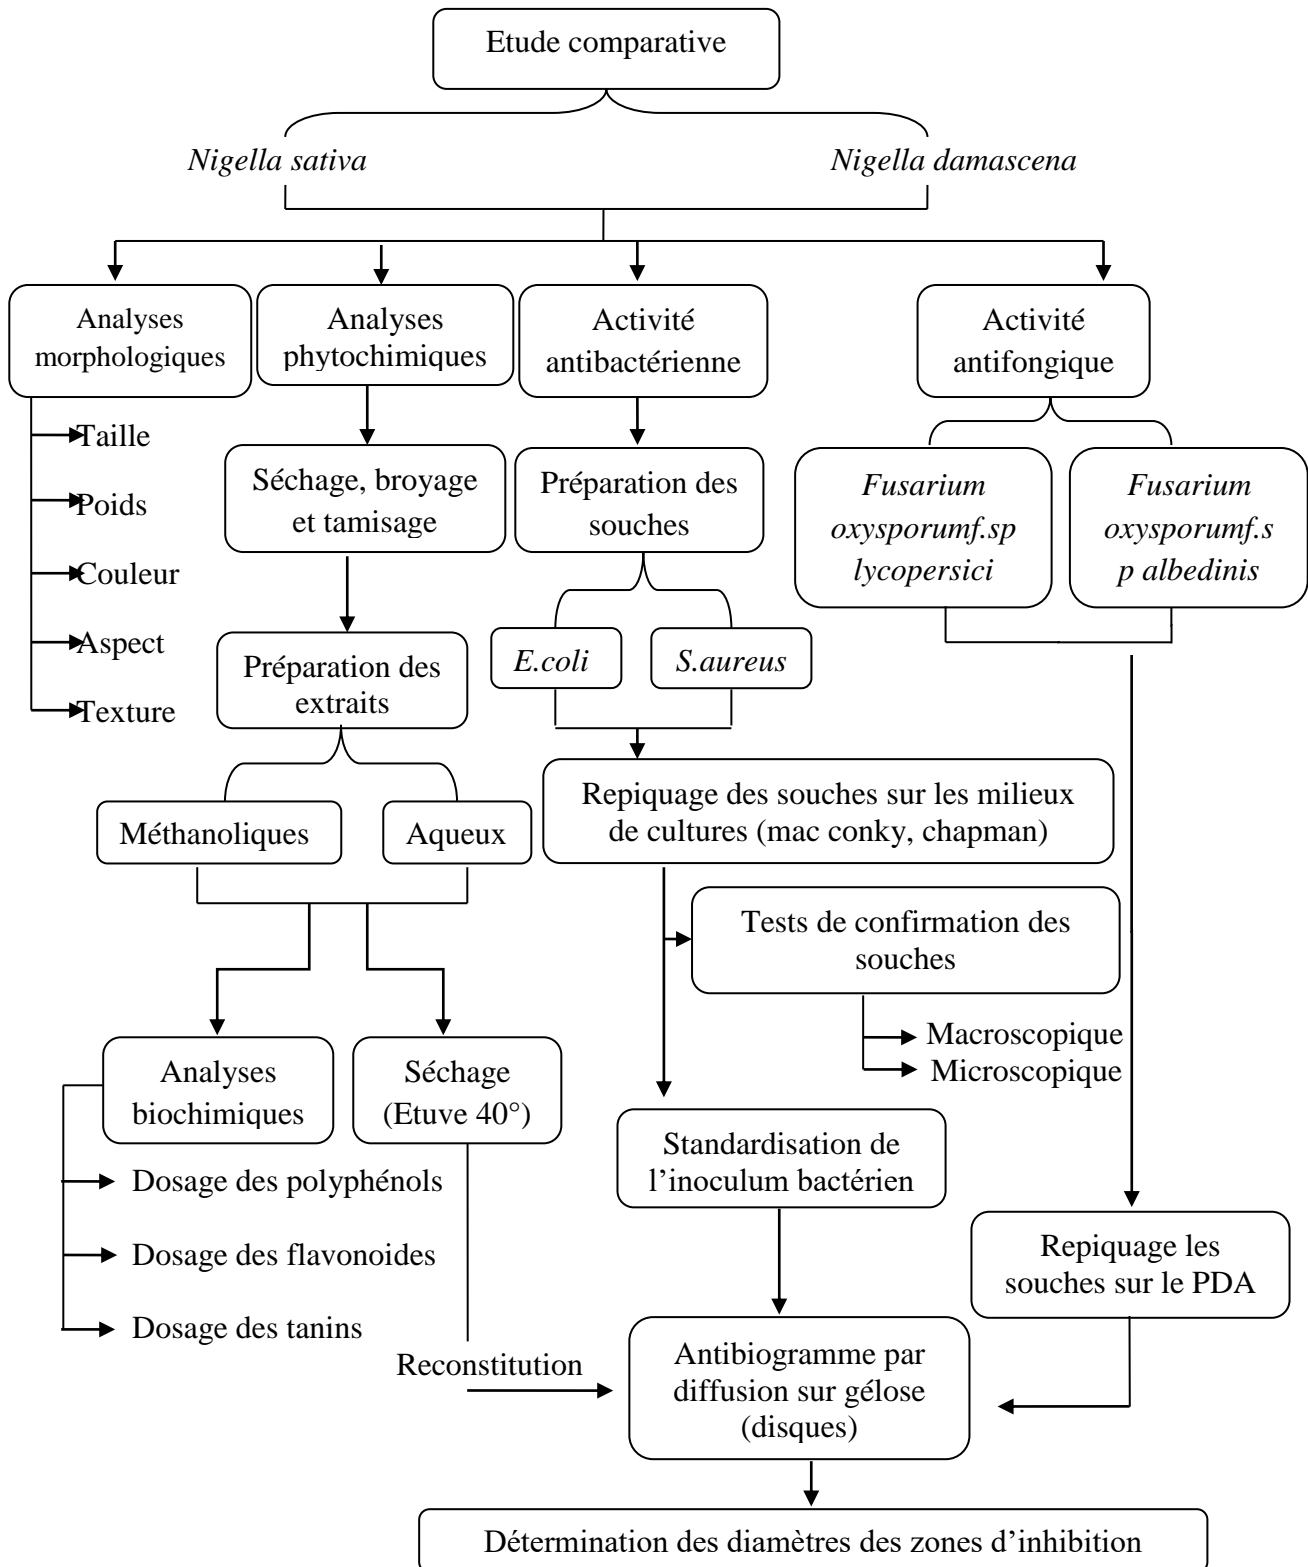 Etude comparative
Nigella sativa
Nigella damascena
Analyses
morphologiques
Analyses
phytochimiques
Activité
antibactérienne
Activité
antifongique
Taille
Poids
Couleur
Aspect
Texture
Séchage, broyage
et tamisage
Préparation des
souches
Fusarium
oxysporumf.sp
lycopersici
Fusarium
oxysporumf.s
p albedinis
Préparation des
extraits
E.coli
S.aureus
Méthanoliques
Aqueux
Repiquage des souches sur les milieux
de cultures (mac conky, chapman)
Tests de confirmation des
souches
Macroscopique
Microscopique
Analyses
biochimiques
Séchage
(Etuve 40°)
Dosage des polyphénols
Dosage des flavonoides
Dosage des tanins
Standardisation de
l’inoculum bactérien
Repiquage les
souches sur le PDA
Reconstitution
Antibiogramme par
diffusion sur gélose
(disques)
Détermination des diamètres des zones d’inhibition